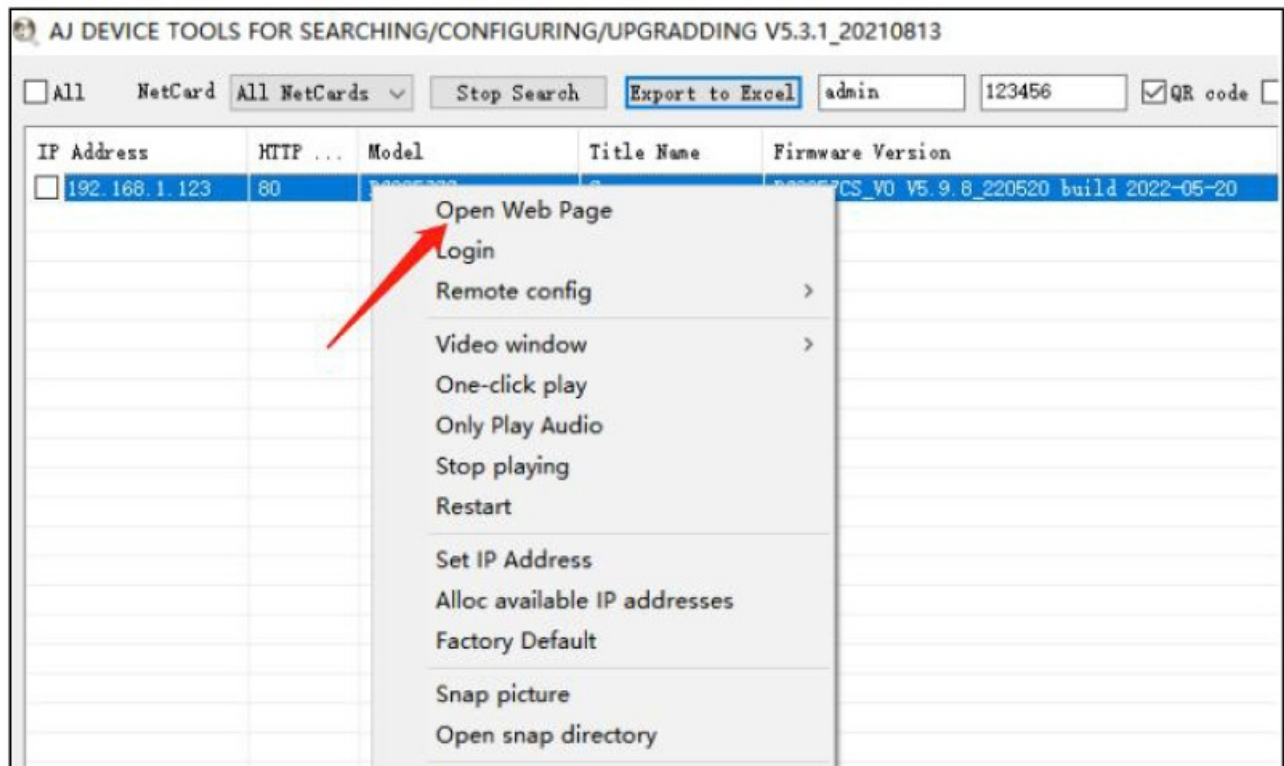 AJ DEVICE TOOLS FOR SEARCHING/CONFIGURING/UPGRADDING V5.3.1_20210813
All NetCard All NetCards Stop Search Export to Excel admin 123456 QR code
IP Address HTTP ... Model Title Name Firmware Version
192.168.1.123 80 V5.9.8_220520 build 2022-05-20
Open Web Page
Login
Remote config
Video window
One-click play
Only Play Audio
Stop playing
Restart
Set IP Address
Alloc available IP addresses
Factory Default
Snap picture
Open snap directory